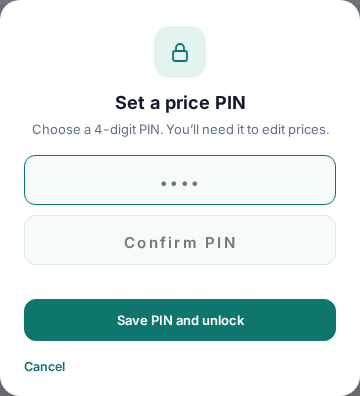 Set a price PIN
Choose a 4-digit PIN. You’ll need it to edit prices.
••••
Confirm PIN
Save PIN and unlock
Cancel